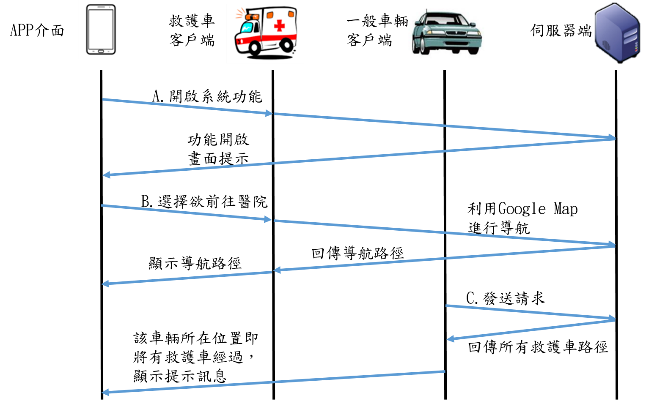 APP介面
救護車
客戶端
一般車輛
客戶端
伺服器端
A.開啟系統功能
功能開啟
畫面提示
B.選擇欲前往醫院
利用Google Map
進行導航
回傳導航路徑
顯示導航路徑
C.發送請求
該車輛所在位置即
將有救護車經過，
顯示提示訊息
回傳所有救護車路徑